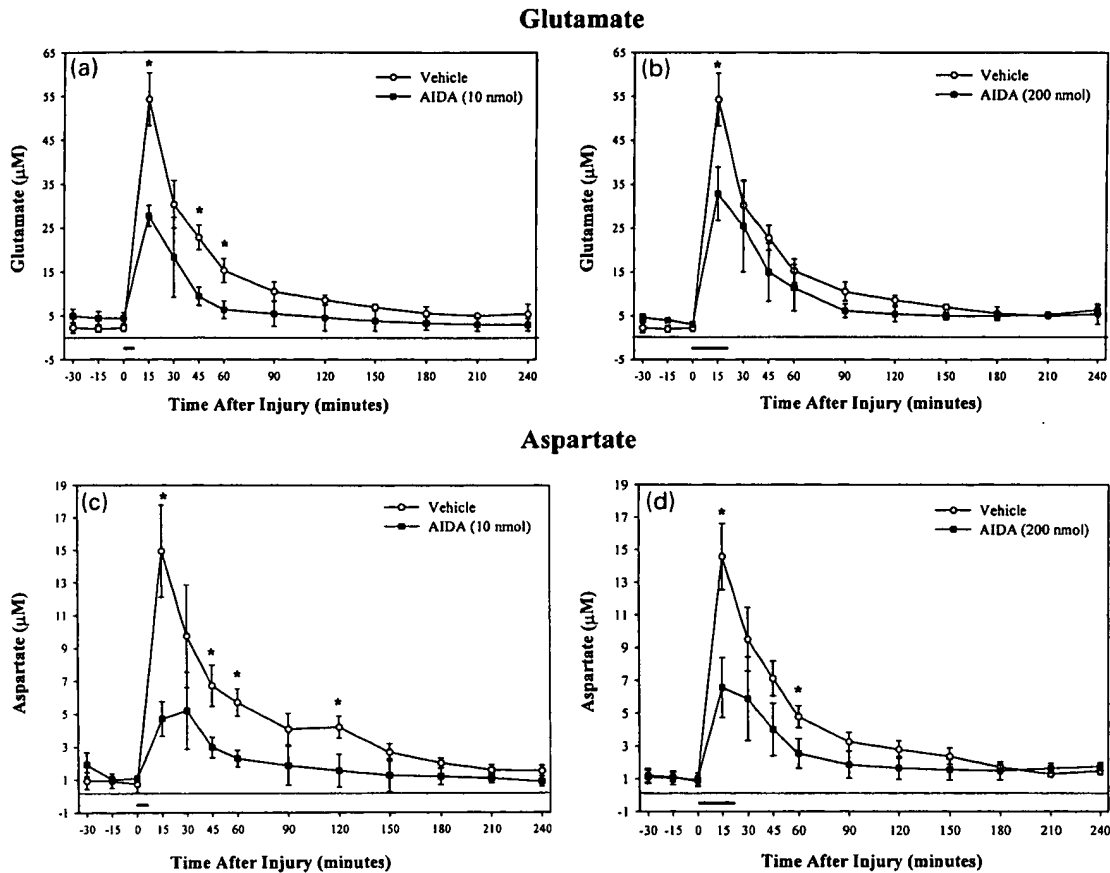 Glutamate
(a)
Vehicle
AIDA (10 nmol)
*
*
*
Glutamate (μM)
65
55
45
35
25
15
5
-5
-30 -15 0 15 30 45 60 90 120 150 180 210 240
Time After Injury (minutes)
(b)
Vehicle
AIDA (200 nmol)
*
Glutamate (μM)
65
55
45
35
25
15
5
-5
-30 -15 0 15 30 45 60 90 120 150 180 210 240
Time After Injury (minutes)
Aspartate
(c)
Vehicle
AIDA (10 nmol)
*
*
*
*
Aspartate (μM)
19
17
15
13
11
9
7
5
3
1
-1
-30 -15 0 15 30 45 60 90 120 150 180 210 240
Time After Injury (minutes)
(d)
Vehicle
AIDA (200 nmol)
*
*
Aspartate (μM)
19
17
15
13
11
9
7
5
3
1
-1
-30 -15 0 15 30 45 60 90 120 150 180 210 240
Time After Injury (minutes)